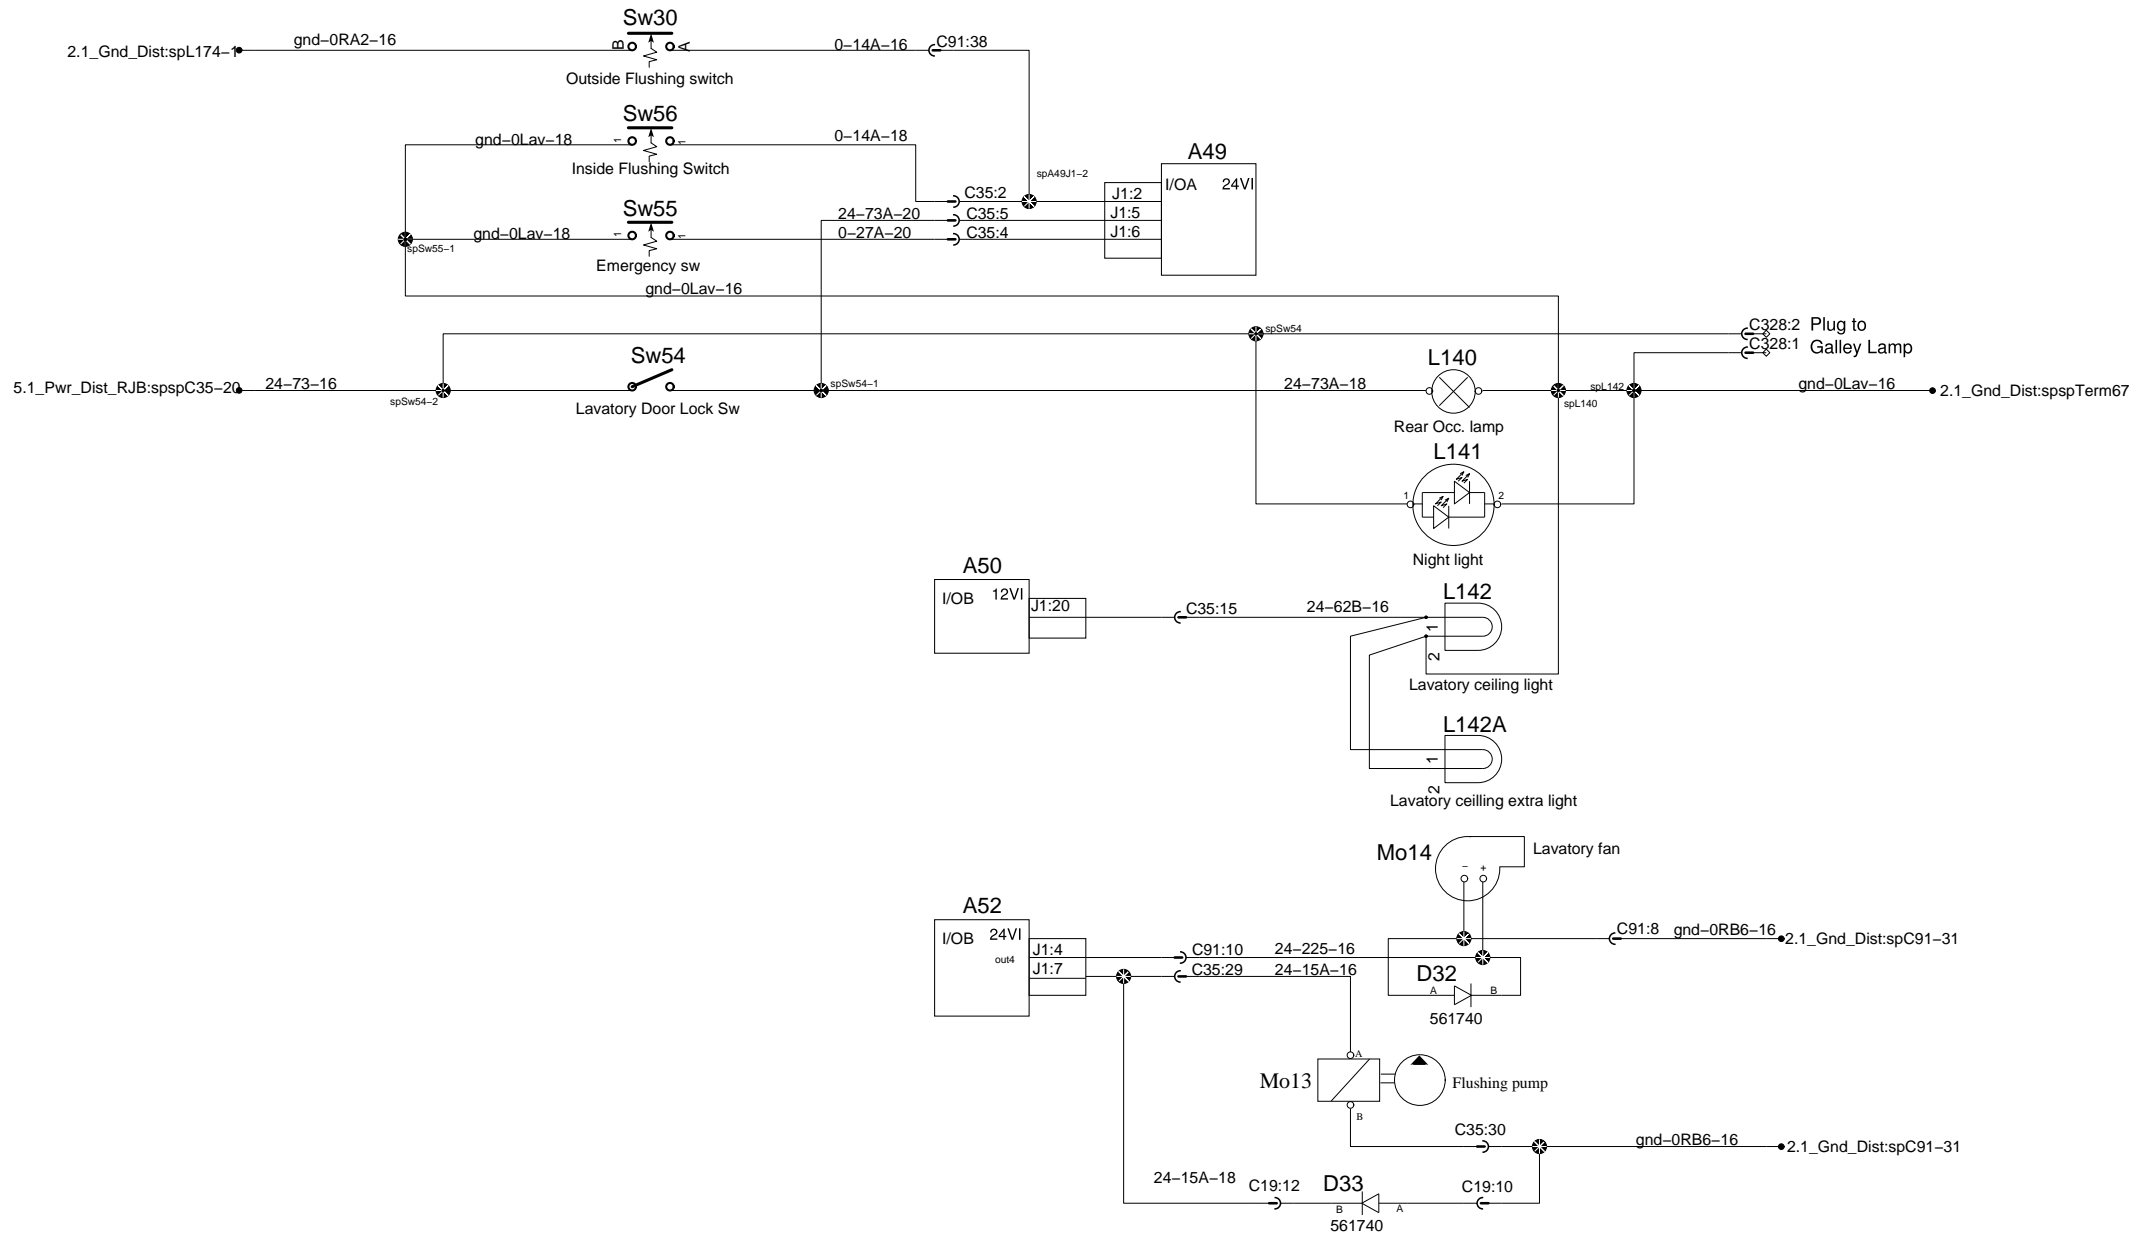 Sw30
2.1_Gnd_Dist:spL174-1
gnd-0RA2-16
B
A
0-14A-16
C91:38
Outside Flushing switch
Sw56
gnd-0Lav-18
1
1
0-14A-18
Inside Flushing Switch
A49
spA49J1-2
I/OA
24VI
C35:2
J1:2
Sw55
24-73A-20
C35:5
J1:5
gnd-0Lav-18
1
1
0-27A-20
C35:4
J1:6
spSw55-1
Emergency sw
gnd-0Lav-16
spSw54
C328:2
Plug to
C328:1
Galley Lamp
Sw54
L140
5.1_Pwr_Dist_RJB:spspC35-20
24-73-16
spSw54-2
spSw54-1
24-73A-18
spL142
spL140
gnd-0Lav-16
2.1_Gnd_Dist:spspTerm67
Lavatory Door Lock Sw
Rear Occ. lamp
L141
1
2
Night light
A50
I/OB
12VI
J1:20
C35:15
24-62B-16
L142
1
2
Lavatory ceiling light
L142A
1
2
Lavatory ceilling extra light
Mo14
Lavatory fan
-
+
A52
I/OB
24VI
out4
J1:4
C91:10
24-225-16
C91:8
gnd-0RB6-16
2.1_Gnd_Dist:spC91-31
J1:7
C35:29
24-15A-16
D32
A
B
561740
Mo13
A
B
Flushing pump
C35:30
gnd-0RB6-16
2.1_Gnd_Dist:spC91-31
24-15A-18
C19:12
D33
B
A
C19:10
561740